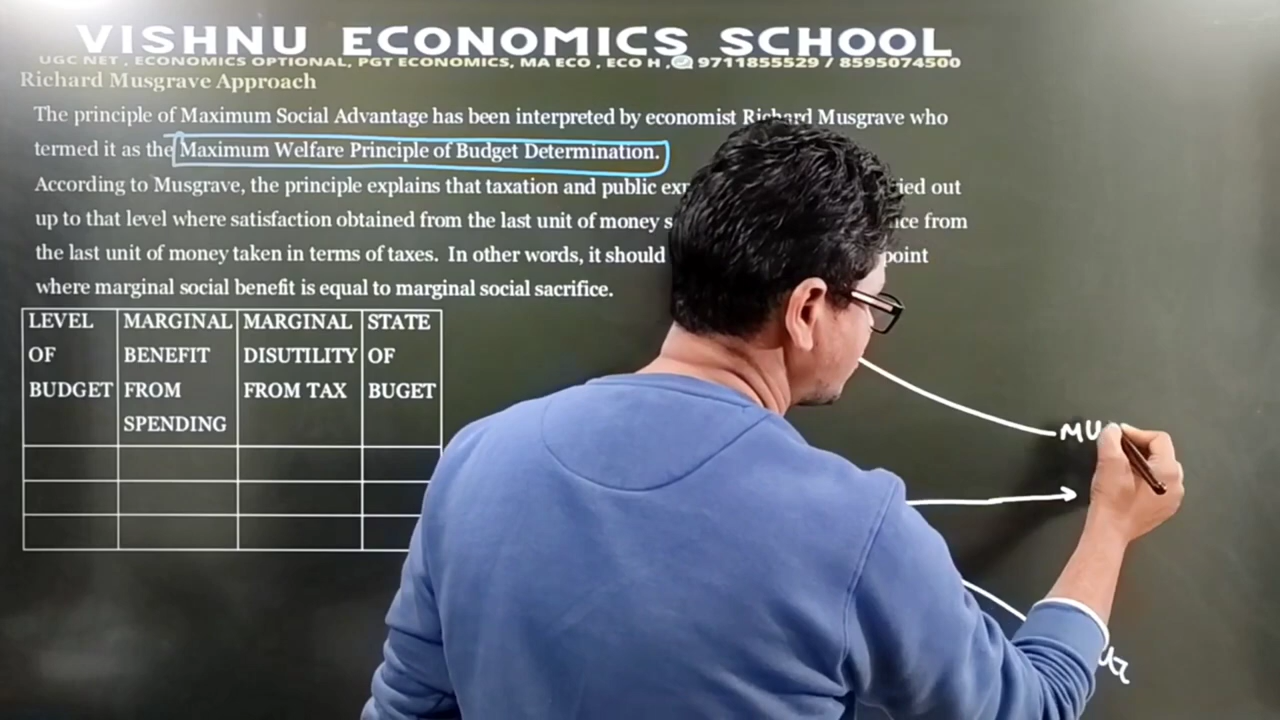 VISHNU ECONOMICS SCHOOL
UGC NET , ECONOMICS OPTIONAL, PGT ECONOMICS, MA ECO , ECO H , 9711855529 / 8595074500
Richard Musgrave Approach
The principle of Maximum Social Advantage has been interpreted by economist Richard Musgrave who
termed it as the Maximum Welfare Principle of Budget Determination.
According to Musgrave, the principle explains that taxation and public out
up to that level where satisfaction obtained from the last unit of money from
the last unit of money taken in terms of taxes. In other words, it should point
where marginal social benefit is equal to marginal social sacrifice.
LEVEL OF BUDGET
MARGINAL BENEFIT FROM SPENDING
MARGINAL DISUTILITY FROM TAX
STATE OF BUGET
MU